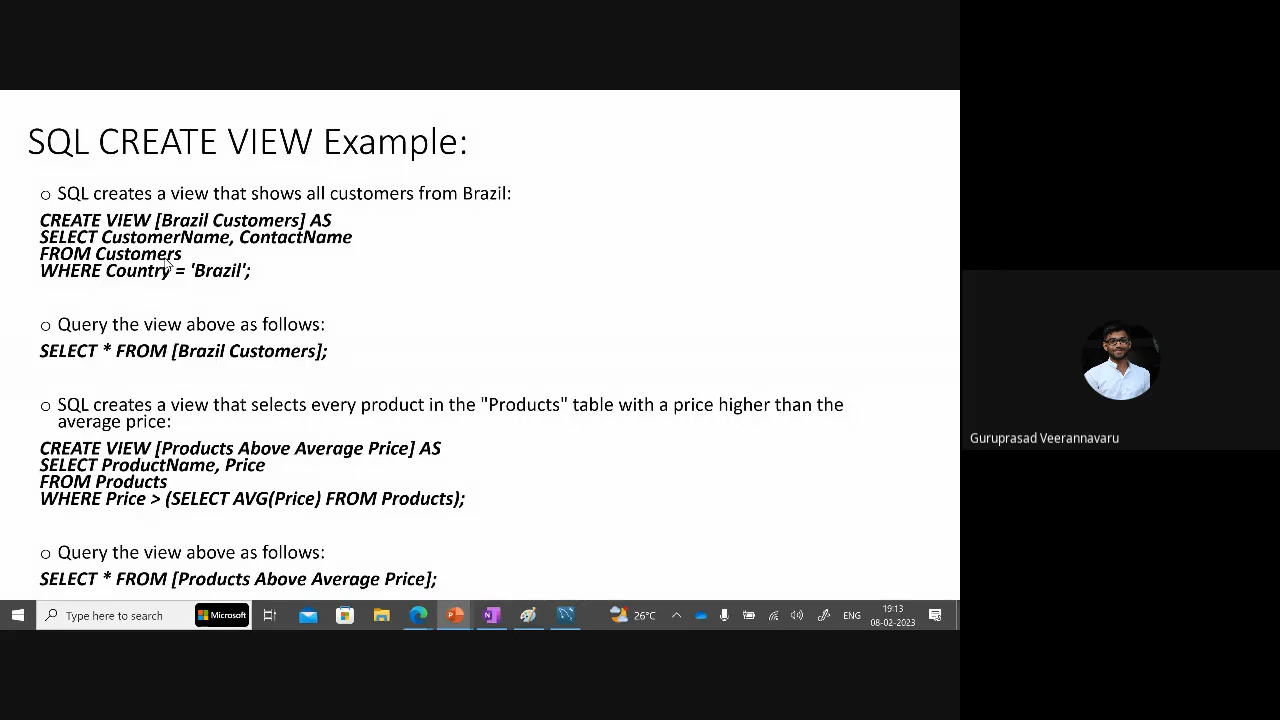 SQL CREATE VIEW Example:
o SQL creates a view that shows all customers from Brazil:
CREATE VIEW [Brazil Customers] AS
SELECT CustomerName, ContactName
FROM Customers
WHERE Country = 'Brazil';
o Query the view above as follows:
SELECT * FROM [Brazil Customers];
o SQL creates a view that selects every product in the "Products" table with a price higher than the
average price:
CREATE VIEW [Products Above Average Price] AS
SELECT ProductName, Price
FROM Products
WHERE Price > (SELECT AVG(Price) FROM Products);
o Query the view above as follows:
SELECT * FROM [Products Above Average Price];
Guruprasad Veerannavaru
Type here to search
Microsoft
26°C
ENG
19:13
08-02-2023